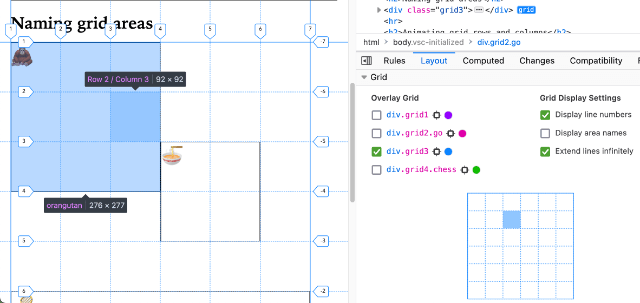 Naming grid areas
1 2 3 4 5 6 7
1 -7
2 -6
Row 2 / Column 3 92 × 92
3 -5
4 -4
orangutan 276 × 277
5 -3
6 -2
<div class="grid3"> </div> grid
<hr>
<h2>Animating grid rows and columns</h2>
html body.vsc-initialized div.grid2.go
Rules Layout Computed Changes Compatibility
Grid
Overlay Grid
div.grid1
div.grid2.go
div.grid3
div.grid4.chess
Grid Display Settings
Display line numbers
Display area names
Extend lines infinitely